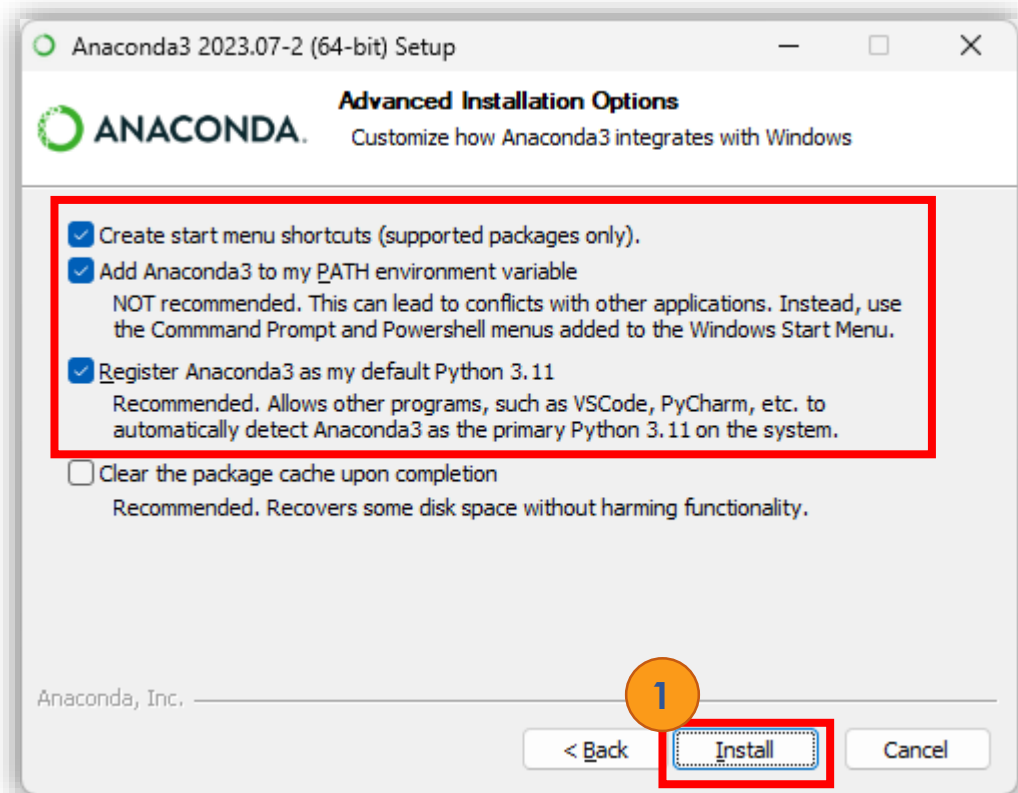 Anaconda3 2023.07-2 (64-bit) Setup
ANACONDA.
Advanced Installation Options
Customize how Anaconda3 integrates with Windows
Create start menu shortcuts (supported packages only).
Add Anaconda3 to my PATH environment variable
NOT recommended. This can lead to conflicts with other applications. Instead, use
the Commmand Prompt and Powershell menus added to the Windows Start Menu.
Register Anaconda3 as my default Python 3.11
Recommended. Allows other programs, such as VSCode, PyCharm, etc. to
automatically detect Anaconda3 as the primary Python 3.11 on the system.
Clear the package cache upon completion
Recommended. Recovers some disk space without harming functionality.
Anaconda, Inc.
1
< Back Install Cancel